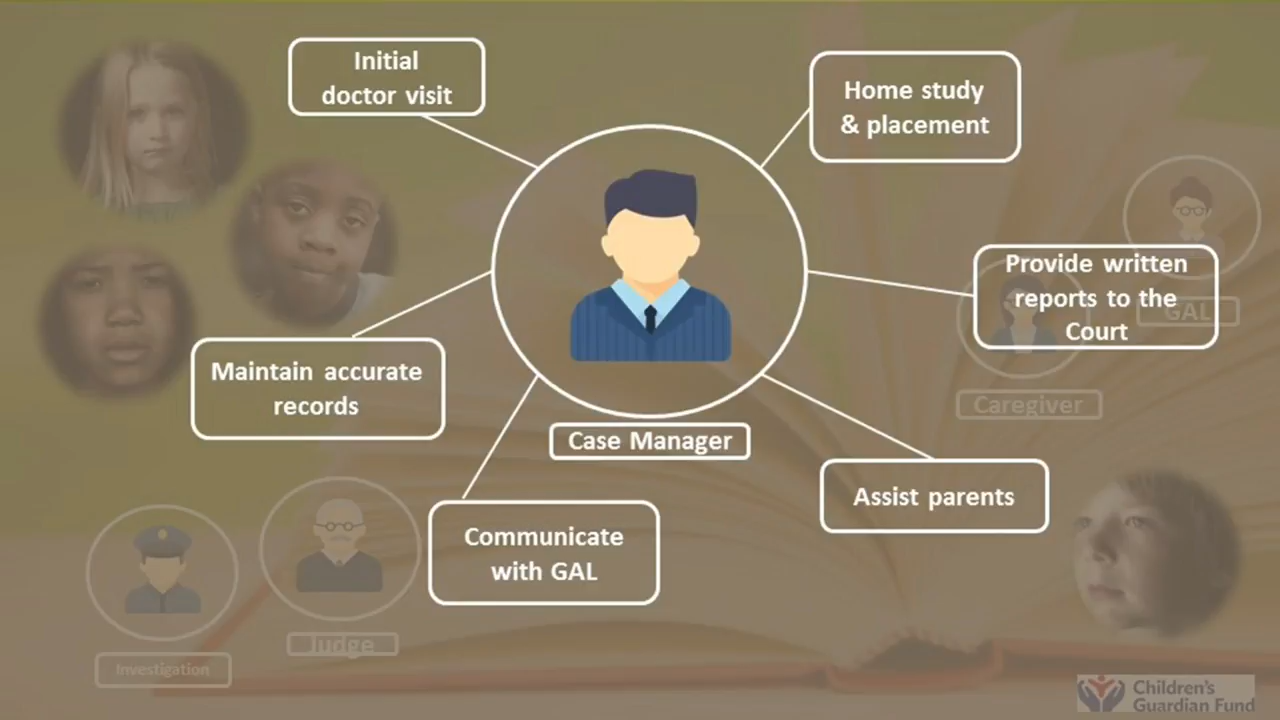 Initial
doctor visit
Home study
& placement
Provide written
reports to the
Court
GAL
Maintain accurate
records
Caregiver
Case Manager
Assist parents
Communicate
with GAL
Judge
Investigation
Children's
Guardian Fund